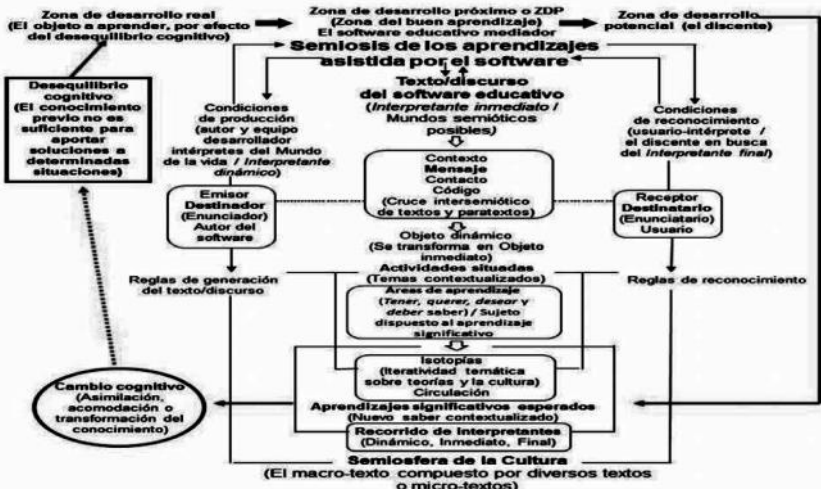 Zona de desarrollo real
(El objeto a aprender, por efecto
del desequilibrio cognitivo)
Zona de desarrollo próximo o ZDP
(Zona del buen aprendizaje)
El software educativo mediador
Zona de desarrollo
potencial (el discente)
Semiosis de los aprendizajes
asistida por el software
Desequilibrio
cognitivo
(El conocimiento
previo no es
suficiente para
aportar
soluciones a
determinadas
situaciones)
Condiciones
de producción
(autor y equipo
desarrollador
intérpretes del Mundo
de la vida / Interpretante
dinámico)
Texto/discurso
del software educativo
(Interpretante inmediato /
Mundos semióticos
posibles)
Condiciones
de reconocimiento
(usuario-intérprete /
el discente en busca
del Interpretante final)
Contexto
Mensaje
Contacto
Código
(Cruce intersemiótico
de textos y paratextos)
Emisor
Destinador
(Enunciador)
Autor del
software
Receptor
Destinatario
(Enunciatario)
Usuario
Objeto dinámico
(Se transforma en Objeto
inmediato)
Actividades situadas
(Temas contextualizados)
Reglas de generación
del texto/discurso
Reglas de reconocimiento
Áreas de aprendizaje
(Tener, querer, desear y
deber saber) / Sujeto
dispuesto al aprendizaje
significativo
Isotopías
(Iteratividad temática
sobre teorías y la cultura)
Circulación
Aprendizajes significativos esperados
(Nuevo saber contextualizado)
Cambio cognitivo
(Asimilación,
acomodación o
transformación del
conocimiento)
Recorrido de Interpretantes
(Dinámico, Inmediato, Final)
Semiosfera de la Cultura
(El macro-texto compuesto por diversos textos
o micro-textos)